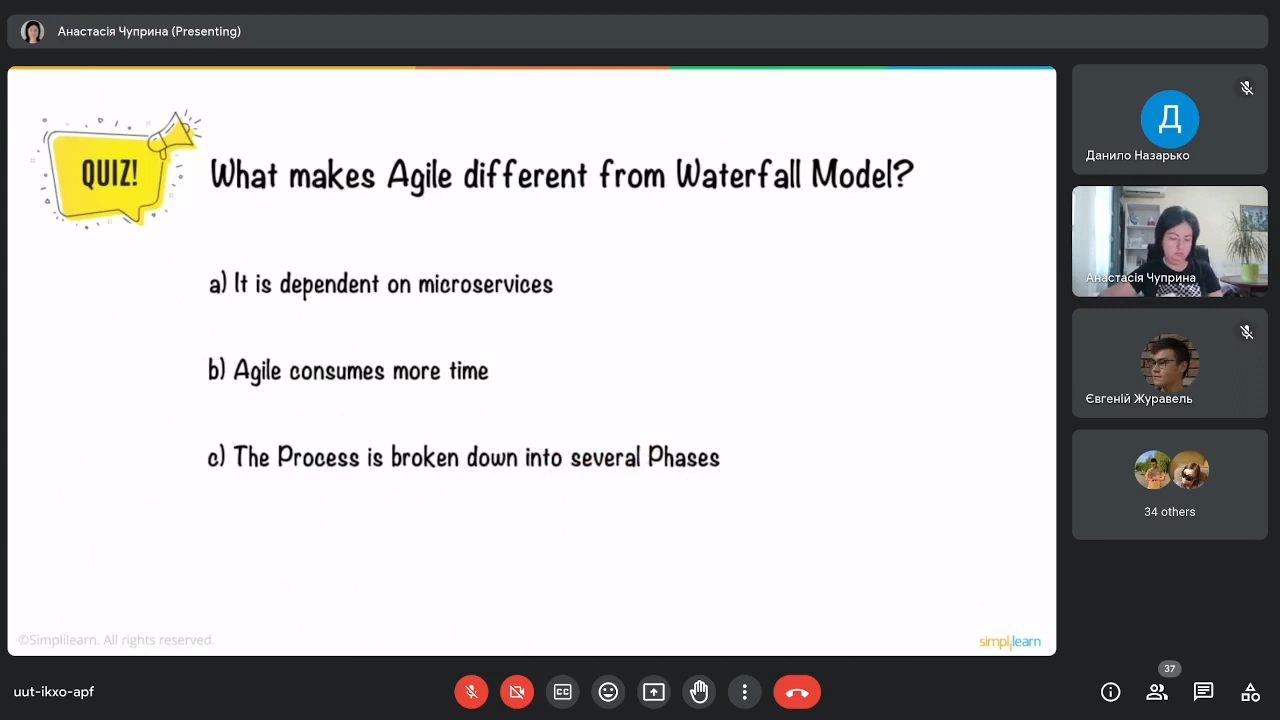 Анастасія Чуприна (Presenting)
QUIZ!
What makes Agile different from Waterfall Model?
a) It is dependent on microservices
b) Agile consumes more time
c) The Process is broken down into several Phases
©Simplilearn. All rights reserved.
simplilearn
Д
Данило Назарько
Анастасія Чуприна
Євгеній Журавель
34 others
uut-ikxo-apf
CC
37